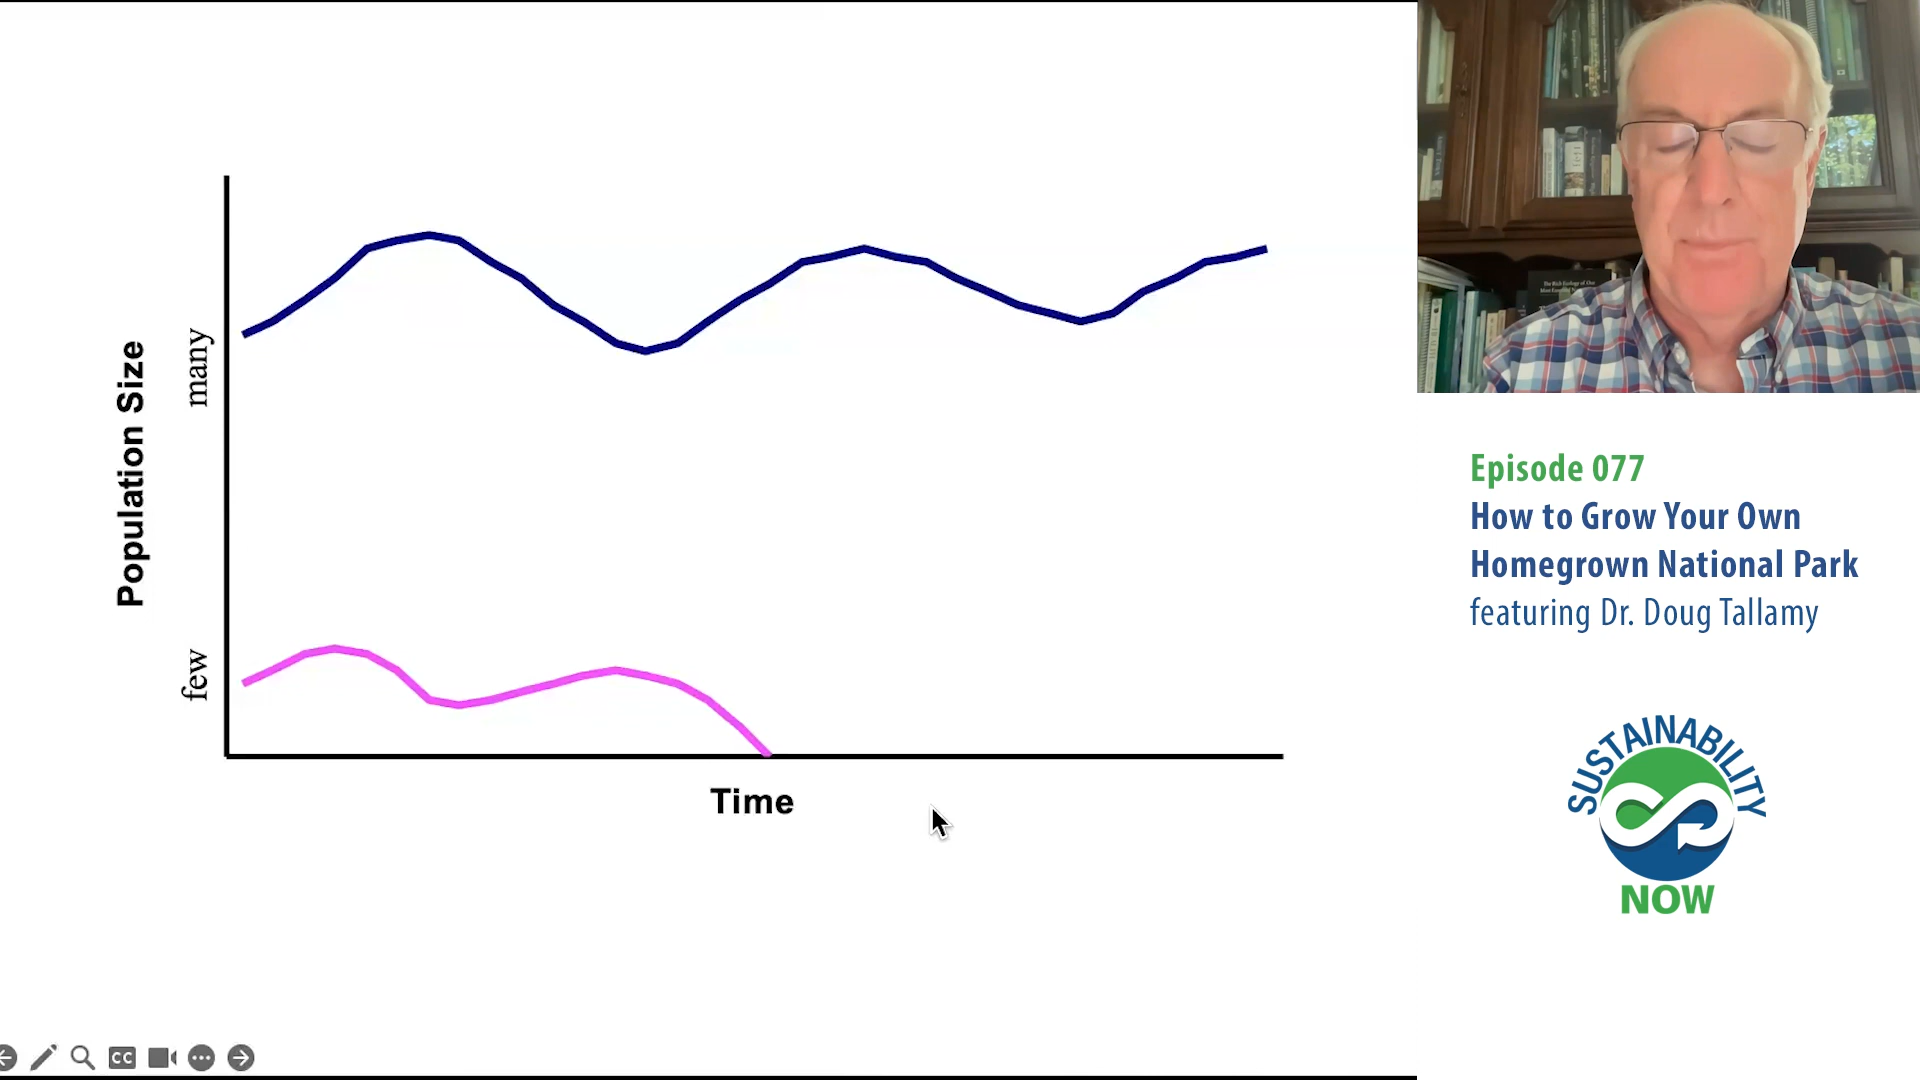 Population Size
many
few
Time
CC
Episode 077
How to Grow Your Own
Homegrown National Park
featuring Dr. Doug Tallamy
SUSTAINABILITY
NOW